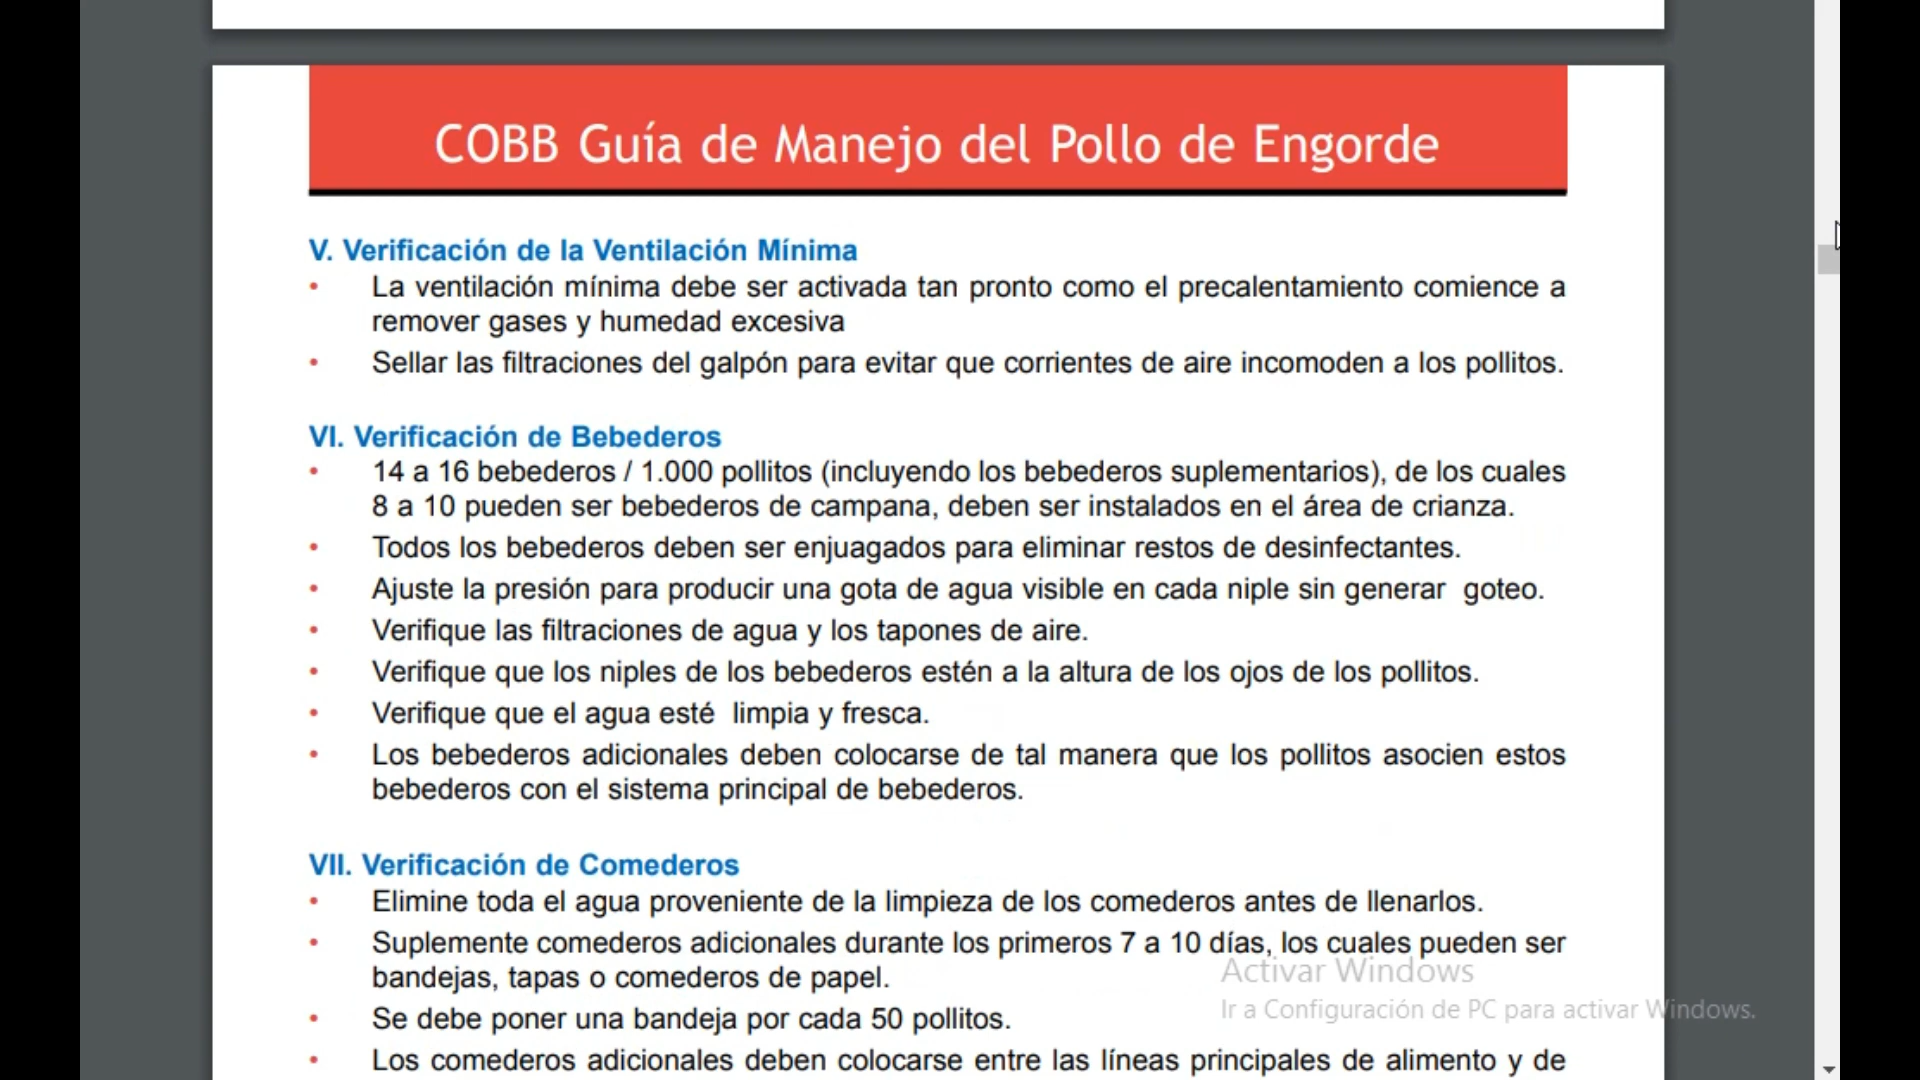 COBB Guía de Manejo del Pollo de Engorde
V. Verificación de la Ventilación Mínima
• La ventilación mínima debe ser activada tan pronto como el precalentamiento comience a
remover gases y humedad excesiva
• Sellar las filtraciones del galpón para evitar que corrientes de aire incomoden a los pollitos.
VI. Verificación de Bebederos
• 14 a 16 bebederos / 1.000 pollitos (incluyendo los bebederos suplementarios), de los cuales
8 a 10 pueden ser bebederos de campana, deben ser instalados en el área de crianza.
• Todos los bebederos deben ser enjuagados para eliminar restos de desinfectantes.
• Ajuste la presión para producir una gota de agua visible en cada niple sin generar goteo.
• Verifique las filtraciones de agua y los tapones de aire.
• Verifique que los niples de los bebederos estén a la altura de los ojos de los pollitos.
• Verifique que el agua esté limpia y fresca.
• Los bebederos adicionales deben colocarse de tal manera que los pollitos asocien estos
bebederos con el sistema principal de bebederos.
VII. Verificación de Comederos
• Elimine toda el agua proveniente de la limpieza de los comederos antes de llenarlos.
• Suplemente comederos adicionales durante los primeros 7 a 10 días, los cuales pueden ser
bandejas, tapas o comederos de papel.
• Se debe poner una bandeja por cada 50 pollitos.
• Los comederos adicionales deben colocarse entre las líneas principales de alimento y de
Activar Windows
Ir a Configuración de PC para activar Windows.